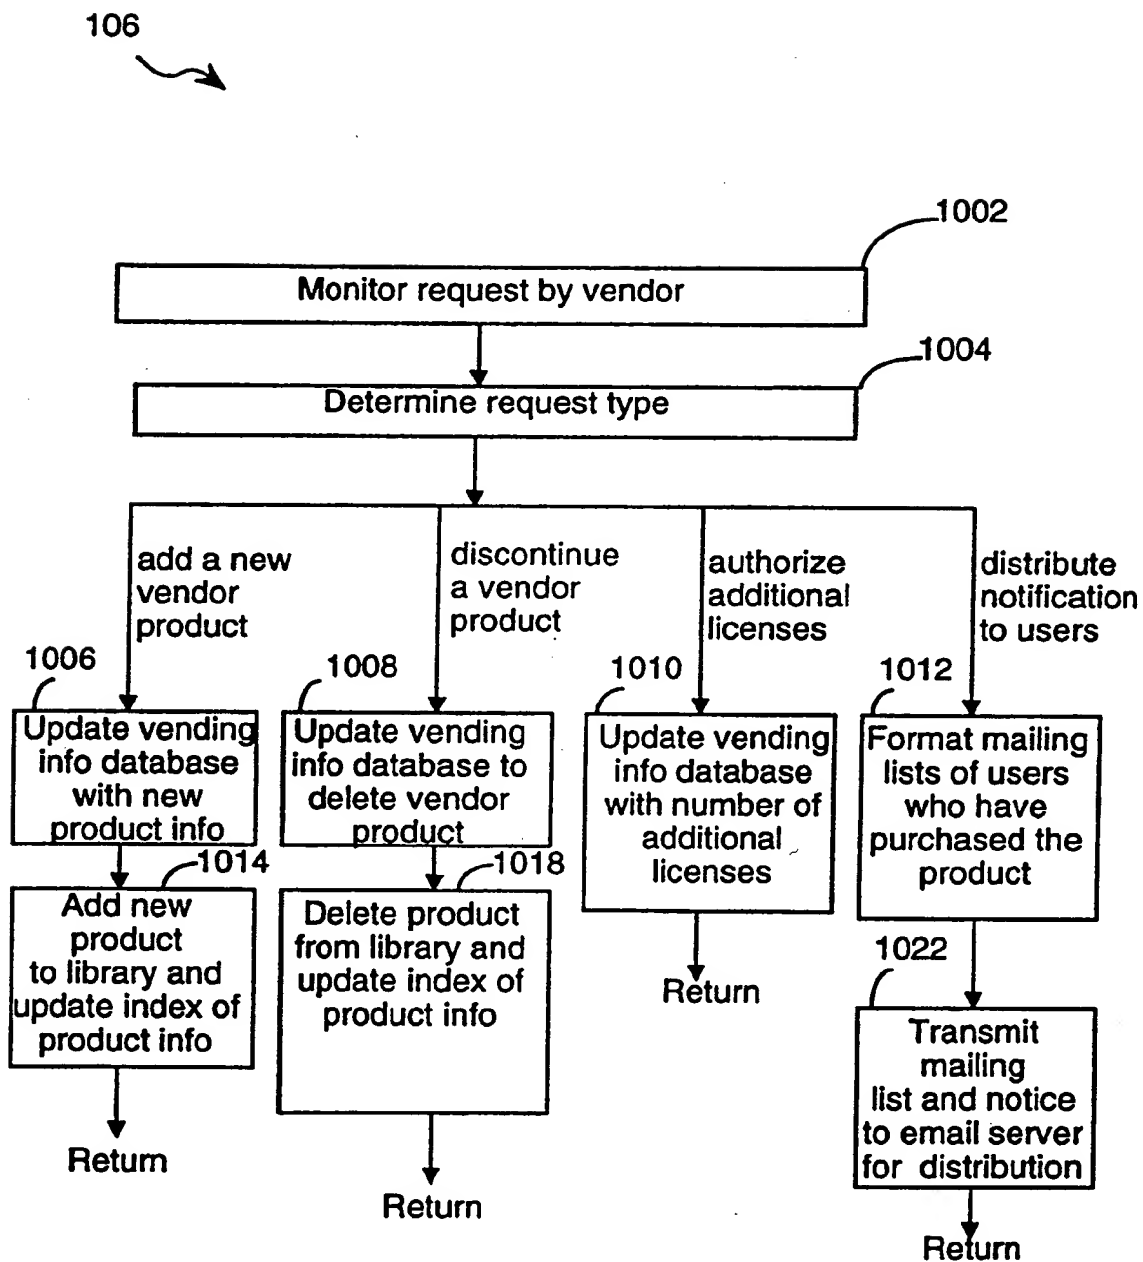 106
1002
Monitor request by vendor
1004
Determine request type
add a new
vendor
product
discontinue
a vendor
product
authorize
additional
licenses
distribute
notification
to users
1006
Update vending
info database
with new
product info
1008
Update vending
info database to
delete vendor
product
1010
Update vending
info database
with number of
additional
licenses
1012
Format mailing
lists of users
who have
purchased the
product
1014
Add new
product
to library and
update index of
product info
Return
1018
Delete product
from library and
update index of
product info
Return
Return
1022
Transmit
mailing
list and notice
to email server
for distribution
Return